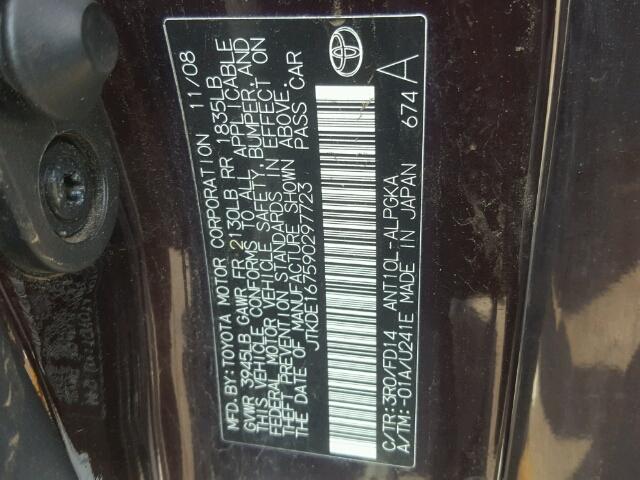 MFD. BY: TOYOTA MOTOR CORPORATION 11/08
GVWR 3945LB GAWR FR 2130LB RR 1835LB
THIS VEHICLE CONFORMS TO ALL APPLICABLE
FEDERAL MOTOR VEHICLE SAFETY, BUMPER, AND
THEFT PREVENTION STANDARDS IN EFFECT ON
THE DATE OF MANUFACTURE SHOWN ABOVE.
JTKDE167590297723 PASS CAR
C/TR: 3R0/FD14 ANT10L-ALPGKA 674 A
A/TM: -01A/U241E MADE IN JAPAN